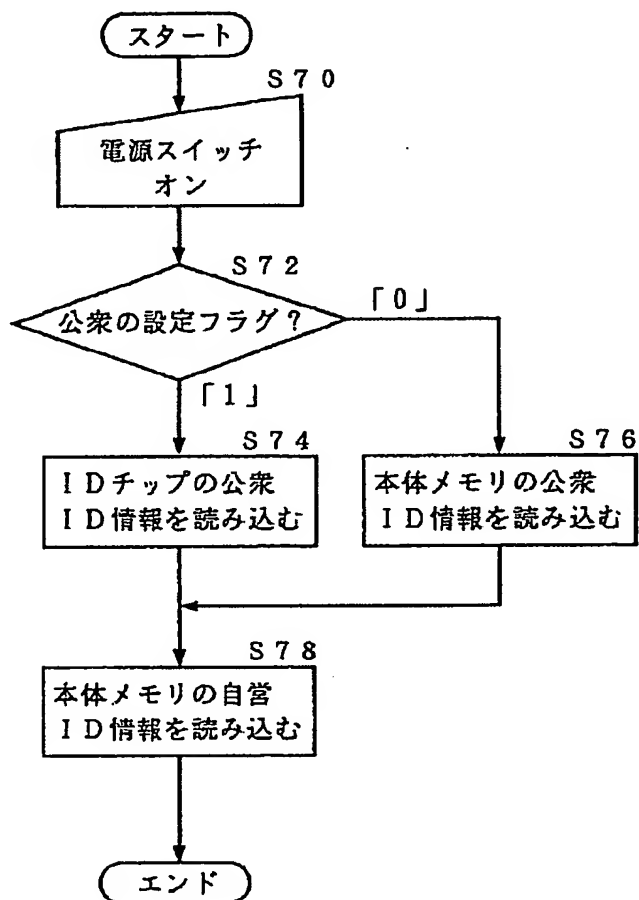 スタート
S70
電源スイッチ
オン
S72
公衆の設定フラグ?
「0」
「1」
S74
IDチップの公衆
ID情報を読み込む
S76
本体メモリの公衆
ID情報を読み込む
S78
本体メモリの自営
ID情報を読み込む
エンド